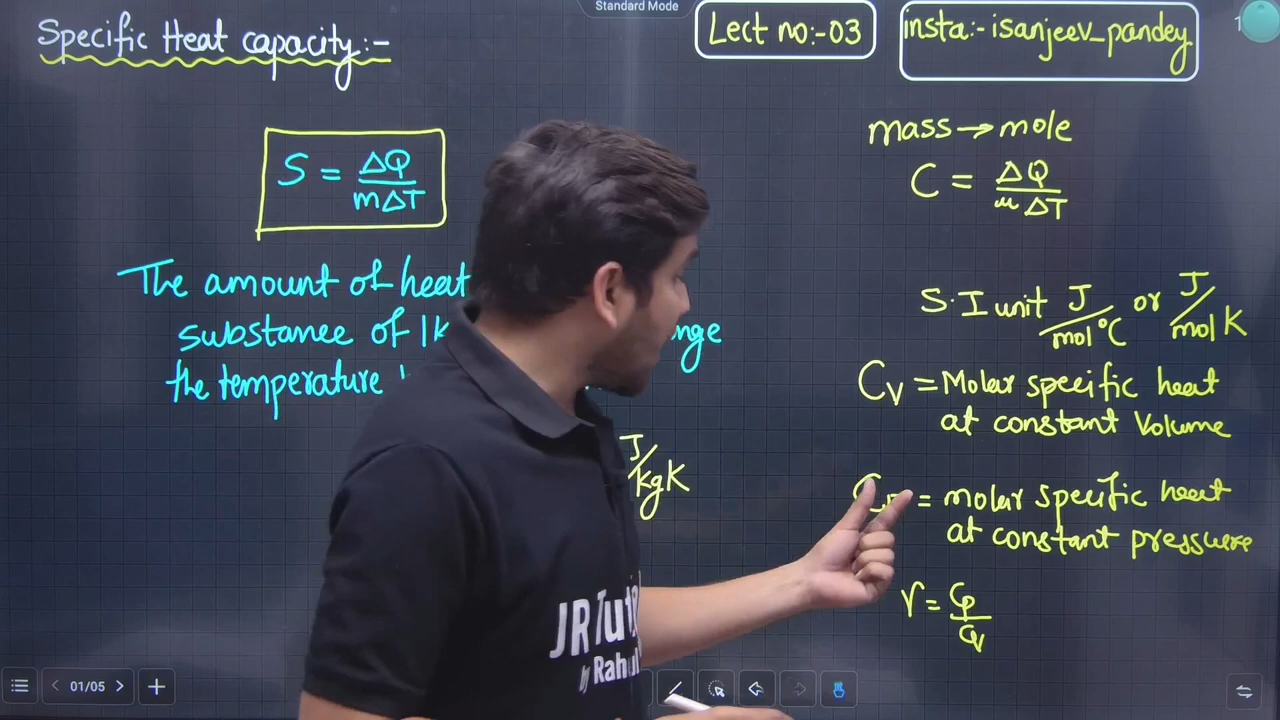 Standard Mode
Specific Heat capacity:-
Lect no:-03
insta:-isanjeev_pandey
S = ΔQ / mΔT
mass → mole
C = ΔQ / μ ΔT
The amount of heat
substance of 1k
the temperature
S.I unit J/mol°C or J/mol K
Cv = Molar specific heat
at constant Volume
J/kgK
= molar specific heat
at constant pressure
γ = Cp/Cv
JR Tut
by Rahul
01/05